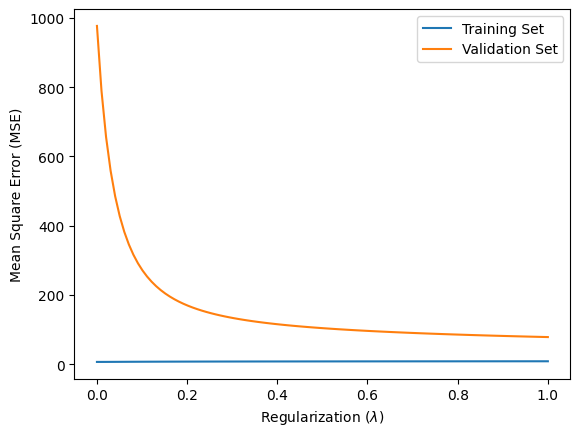 1000
800
600
400
200
0
Mean Square Error (MSE)
Training Set
Validation Set
0.0 0.2 0.4 0.6 0.8 1.0
Regularization (λ)